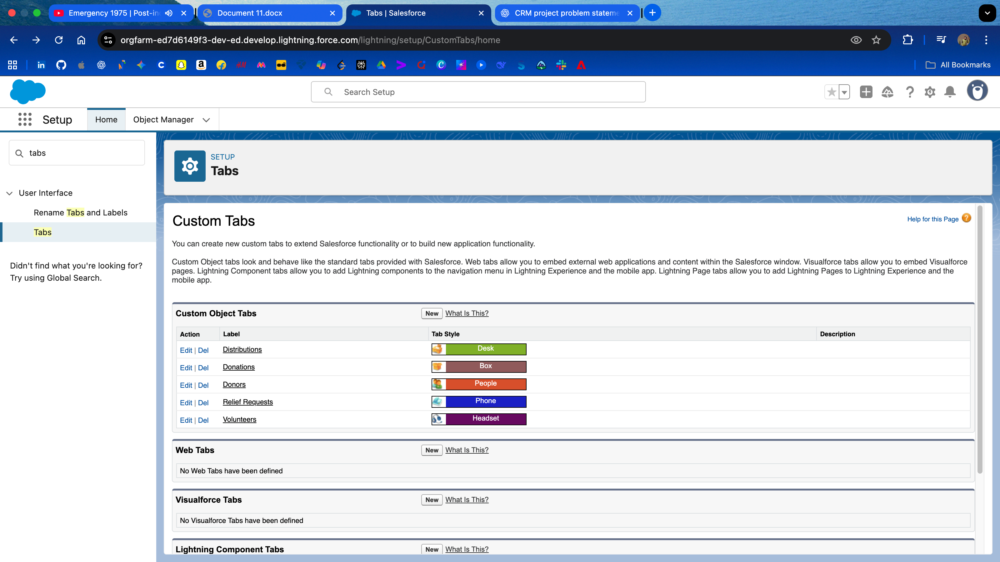 Emergency 1975 | Post-in
Document 11.docx
Tabs | Salesforce
CRM project problem stateme
orgfarm-ed7d6149f3-dev-ed.develop.lightning.force.com/lightning/setup/CustomTabs/home
All Bookmarks
Search Setup
Setup
Home
Object Manager
tabs
User Interface
Rename Tabs and Labels
Tabs
Didn't find what you're looking for?
Try using Global Search.
SETUP
Tabs
Custom Tabs
Help for this Page
You can create new custom tabs to extend Salesforce functionality or to build new application functionality.
Custom Object tabs look and behave like the standard tabs provided with Salesforce. Web tabs allow you to embed external web applications and content within the Salesforce window. Visualforce tabs allow you to embed Visualforce
pages. Lightning Component tabs allow you to add Lightning components to the navigation menu in Lightning Experience and the mobile app. Lightning Page tabs allow you to add Lightning Pages to Lightning Experience and the
mobile app.
Custom Object Tabs New What Is This?
Action Label Tab Style Description
Edit | Del Distributions Desk
Edit | Del Donations Box
Edit | Del Donors People
Edit | Del Relief Requests Phone
Edit | Del Volunteers Headset
Web Tabs New What Is This?
No Web Tabs have been defined
Visualforce Tabs New What Is This?
No Visualforce Tabs have been defined
Lightning Component Tabs New What Is This?